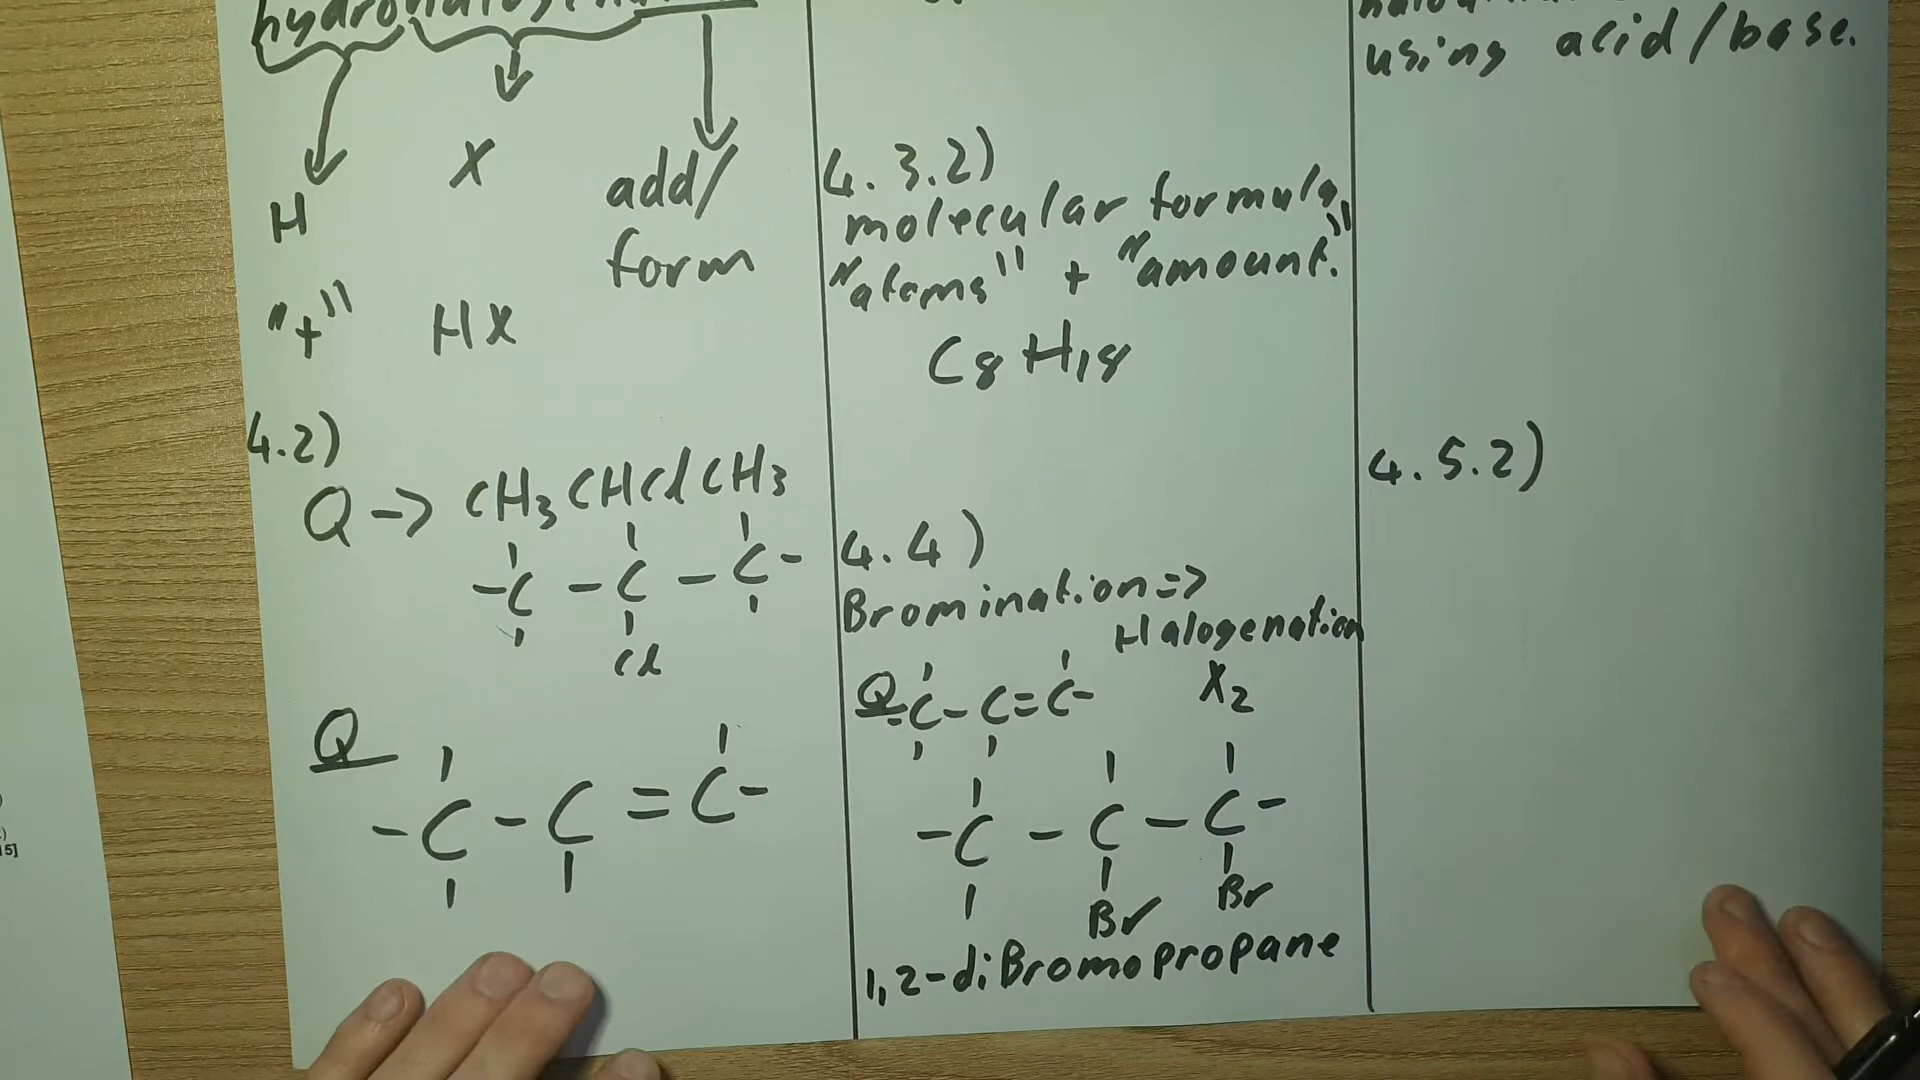 H
X
add/
form
"+" HX
4.2)
Q -> CH3CHClCH3
-C - C - C-
Cl
Q
-C - C = C-
4.3.2)
molecular formula
"atoms" + "amount."
C8H18
4.4)
Bromination =>
Halogenation
Q -C - C = C-
X2
-C - C - C-
Br Br
1,2-diBromopropane
using acid/base.
4.5.2)
5]